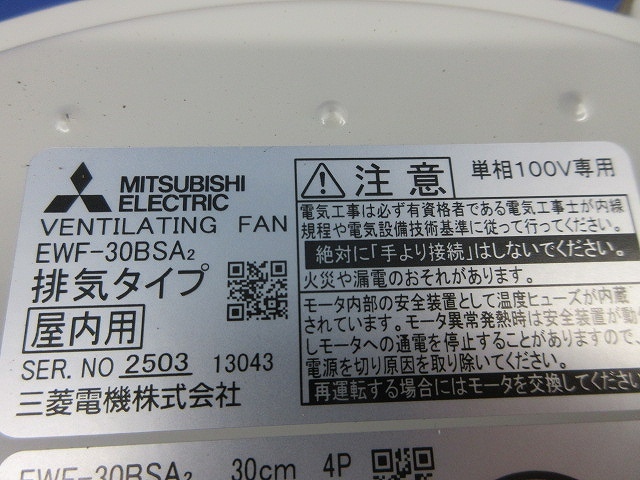 MITSUBISHI
ELECTRIC
VENTILATING FAN
EWF-30BSA₂
排気タイプ
屋内用
SER. NO 2503 13043
三菱電機株式会社
注意 単相100V専用
電気工事は必ず有資格者である電気工事士が内線
規程や電気設備技術基準に従って行ってください。
絶対に「手より接続」はしないでください。
火災や漏電のおそれがあります。
モータ内部の安全装置として温度ヒューズが内蔵
されています。モータ異常発熱時は安全装置が動
しモータへの通電を停止することがありますので、
電源を切り原因を取り除いてください。
再運転する場合にはモータを交換してください
EWF-30BSA₂ 30cm 4P